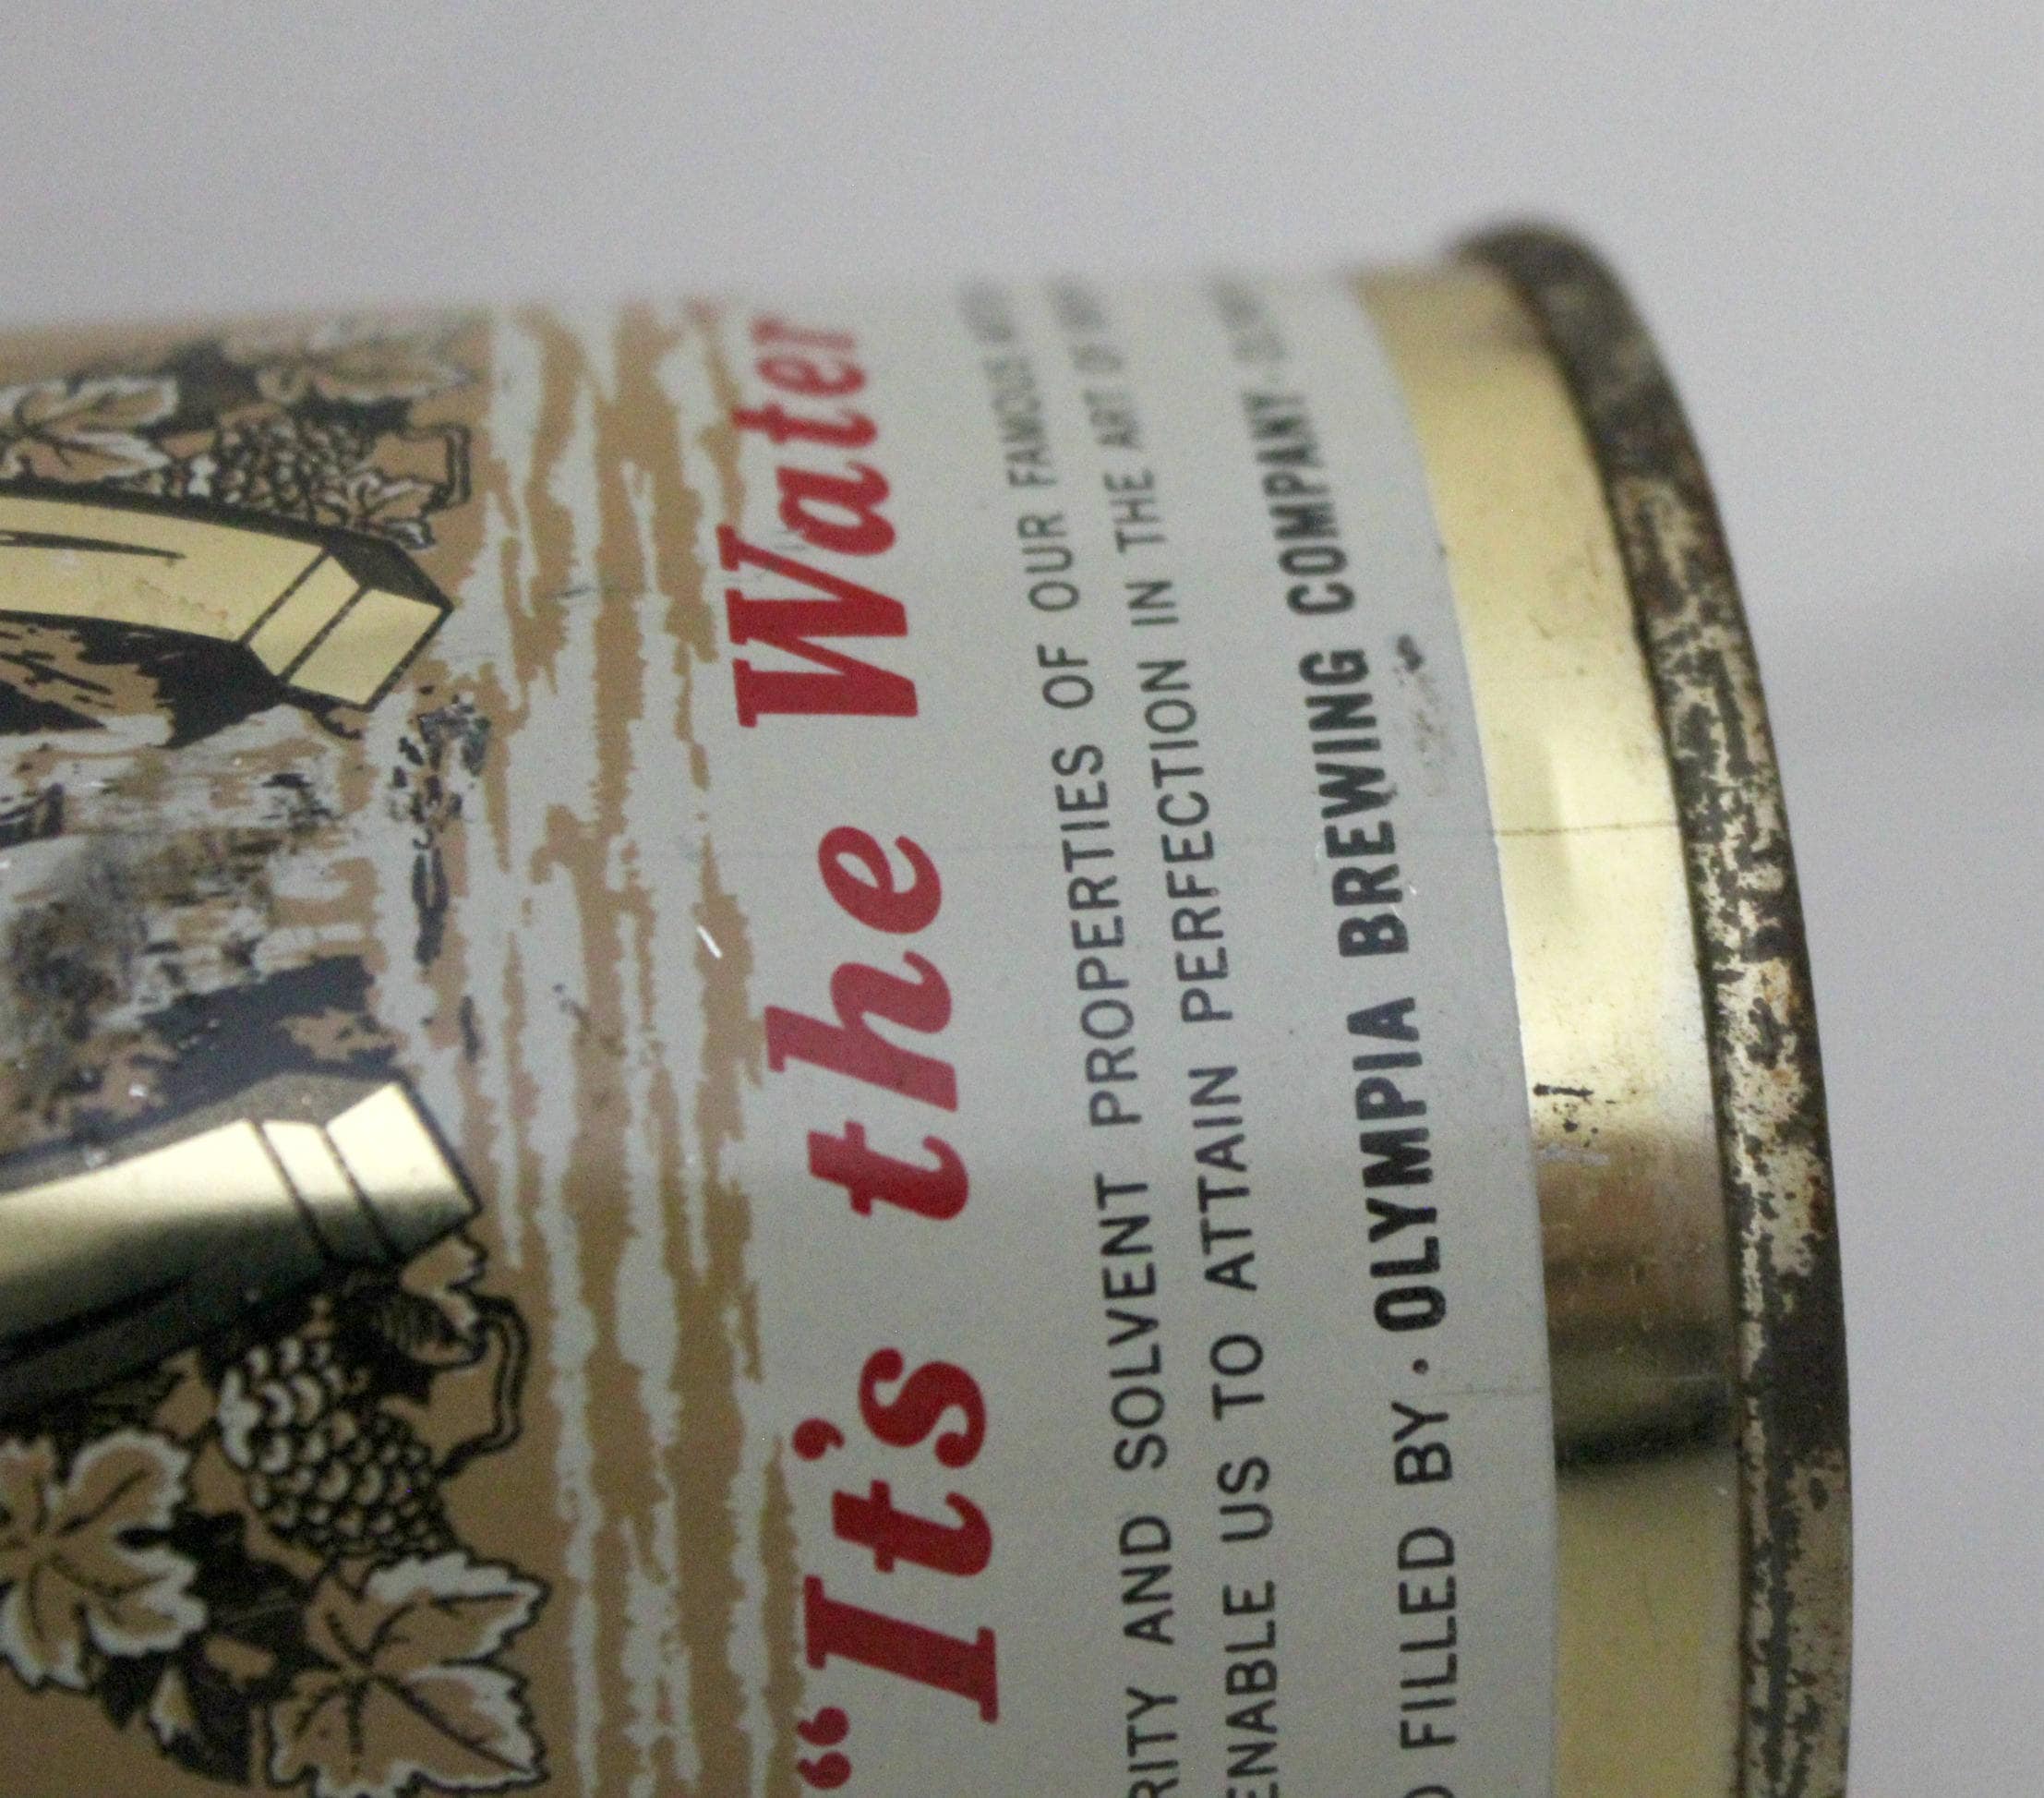 “It's the Water
RITY AND SOLVENT PROPERTIES OF OUR FAMOUS
ENABLE US TO ATTAIN PERFECTION IN THE ART OF
FILLED BY • OLYMPIA BREWING COMPANY